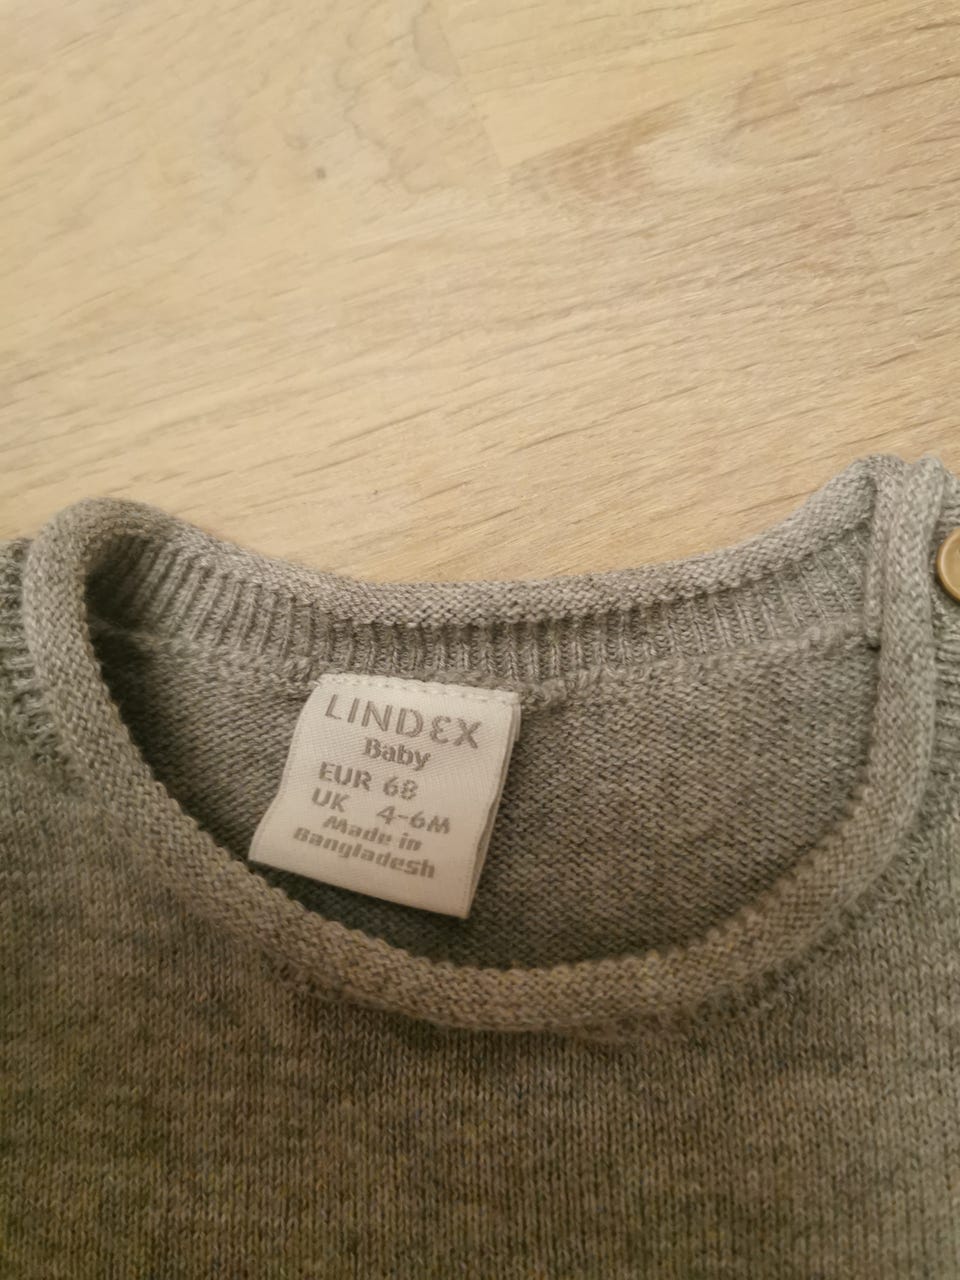 LINDEX
Baby
EUR 68
UK 4-6M
Made in
Bangladesh